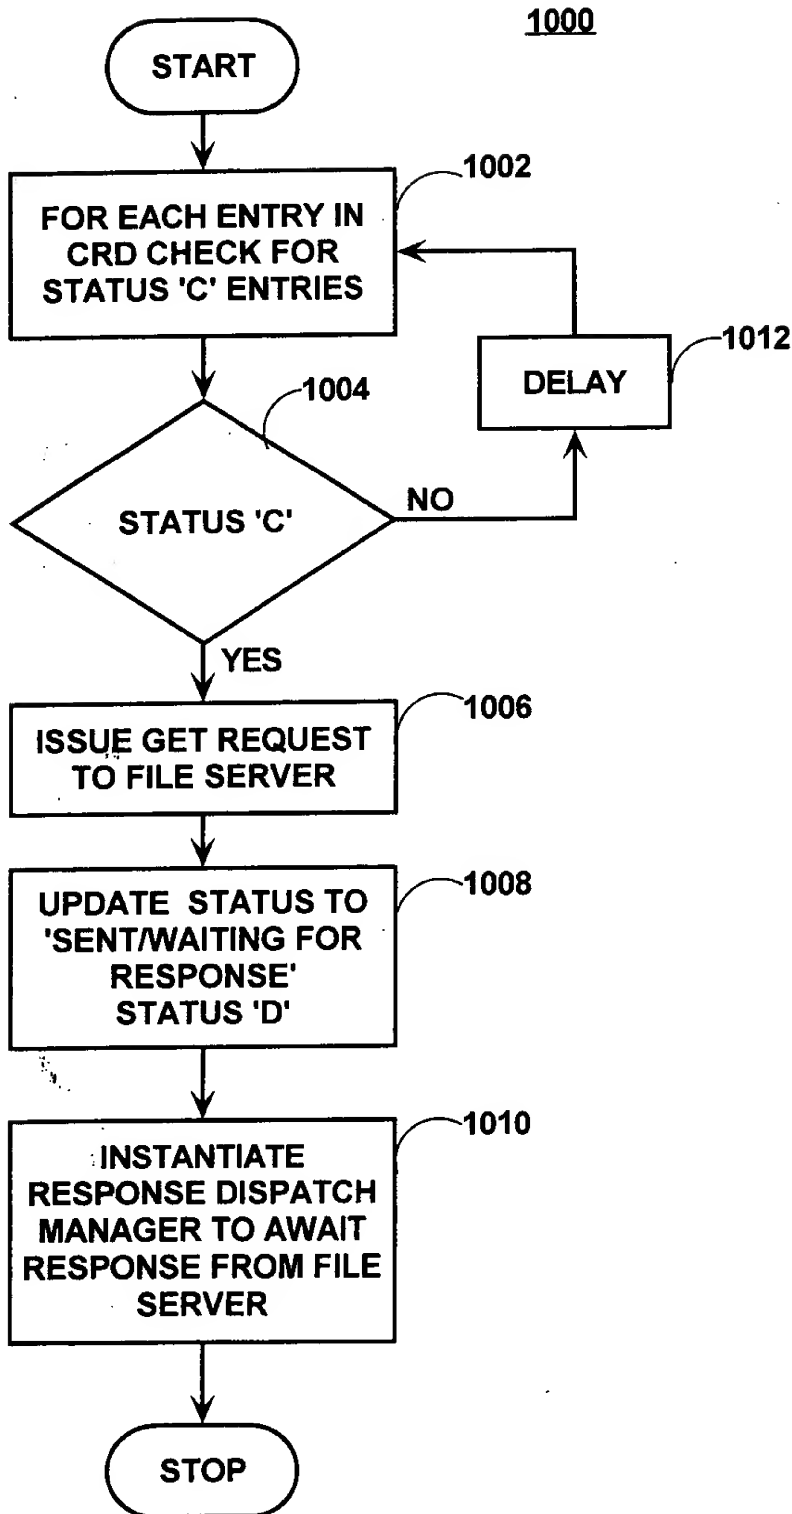 1000
START
1002
FOR EACH ENTRY IN
CRD CHECK FOR
STATUS 'C' ENTRIES
1012
DELAY
1004
STATUS 'C'
NO
YES
1006
ISSUE GET REQUEST
TO FILE SERVER
1008
UPDATE STATUS TO
'SENT/WAITING FOR
RESPONSE'
STATUS 'D'
1010
INSTANTIATE
RESPONSE DISPATCH
MANAGER TO AWAIT
RESPONSE FROM FILE
SERVER
STOP